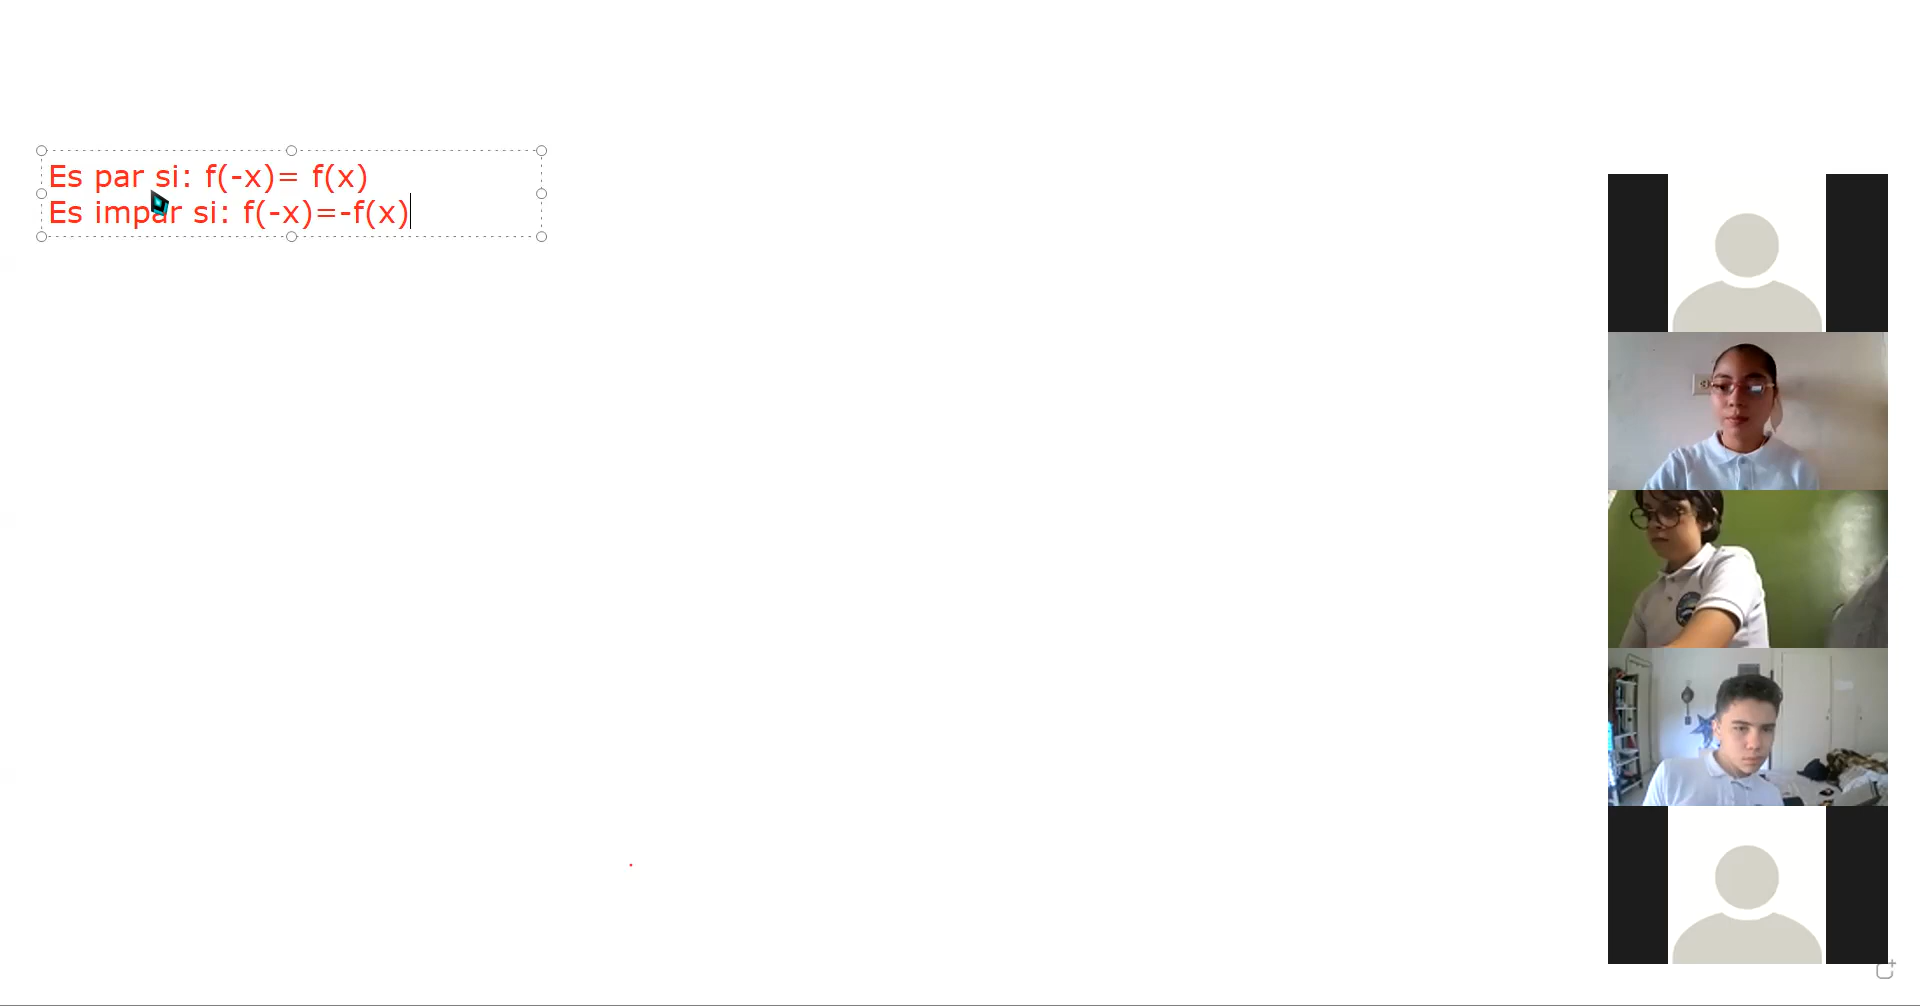 Es par si: f(-x)= f(x)
Es impar si: f(-x)=-f(x)